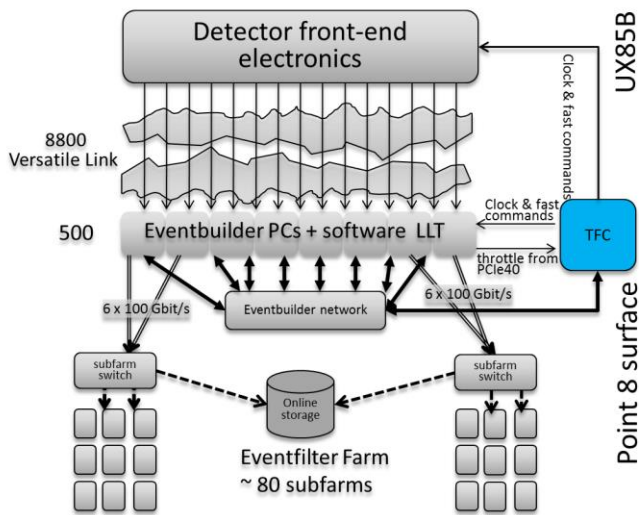 Detector front-end
electronics
UX85B
Clock & fast commands
8800
Versatile Link
Clock & fast
commands
500
Eventbuilder PCs + software LLT
TFC
throttle from
PCIe40
6 x 100 Gbit/s
6 x 100 Gbit/s
Eventbuilder network
Point 8 surface
subfarm
switch
subfarm
switch
Online
storage
Eventfilter Farm
~ 80 subfarms